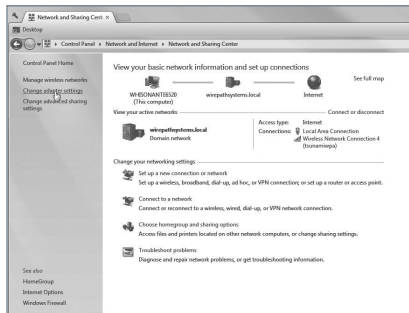 Network and Sharing Cent
Desktop
Control Panel
Network and Internet
Network and Sharing Center
Control Panel Home
Manage wireless networks
Change adapter settings
Change advanced sharing
settings
See also
HomeGroup
Internet Options
Windows Firewall
View your basic network information and set up connections
See full map
WHISONANTE6520
(This computer)
wirepathsystems.local
Internet
View your active networks
Connect or disconnect
wirepathsystems.local
Domain network
Access type: Internet
Connections: Local Area Connection
Wireless Network Connection 4
(tsunamiwpa)
Change your networking settings
Set up a new connection or network
Set up a wireless, broadband, dial-up, ad hoc, or VPN connection; or set up a router or access point.
Connect to a network
Connect or reconnect to a wireless, wired, dial-up, or VPN network connection.
Choose homegroup and sharing options
Access files and printers located on other network computers, or change sharing settings.
Troubleshoot problems
Diagnose and repair network problems, or get troubleshooting information.